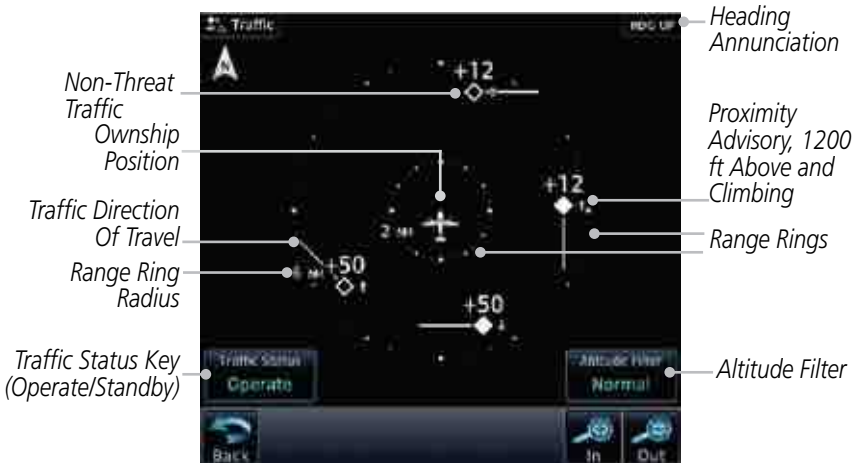 Traffic
HDG UP
Heading
Annunciation
N
+12
Non-Threat
Traffic
Ownship
Position
Proximity
Advisory, 1200
ft Above and
Climbing
+12
Traffic Direction
Of Travel
2 NM
Range Rings
Range Ring
Radius
6 NM
+50
+50
Traffic Status Key
(Operate/Standby)
Traffic Status
Operate
Altitude Filter
Normal
Altitude Filter
Back
In
Out